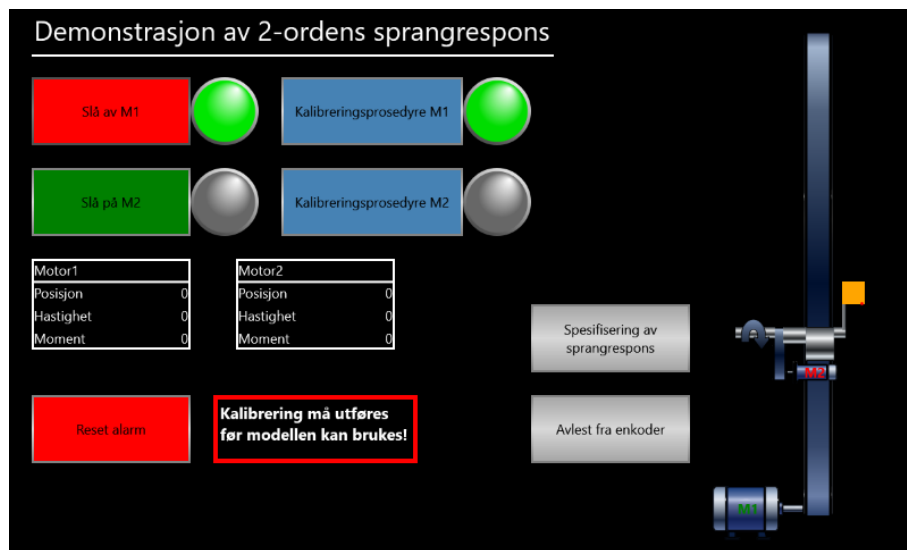 Demonstrasjon av 2-ordens sprangrespons
Slå av M1
Kalibreringsprosedyre M1
Slå på M2
Kalibreringsprosedyre M2
Motor1
Posisjon 0
Hastighet 0
Moment 0
Motor2
Posisjon 0
Hastighet 0
Moment 0
Spesifisering av
sprangrespons
M2
Reset alarm
Kalibrering må utføres
før modellen kan brukes!
Avlest fra enkoder
M1